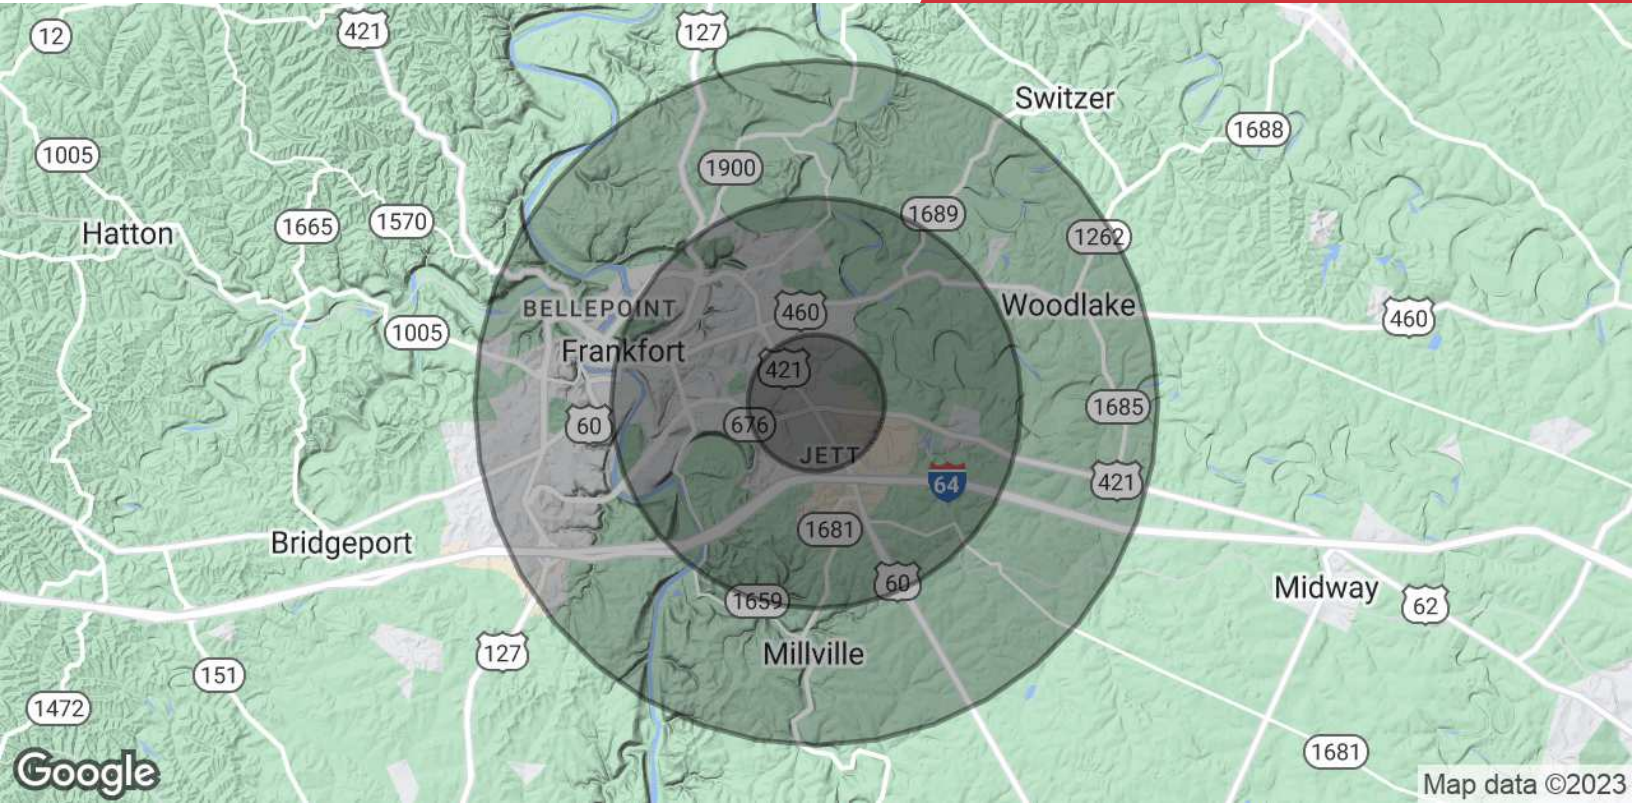 12
421
127
Switzer
1688
1005
1900
1665
1570
1689
Hatton
1262
BELLEPOINT
460
Woodlake
460
1005
Frankfort
421
1685
60
676
JETT
64
421
1681
Bridgeport
60
Midway
1659
62
127
Millville
151
1472
1681
Google
Map data ©2023